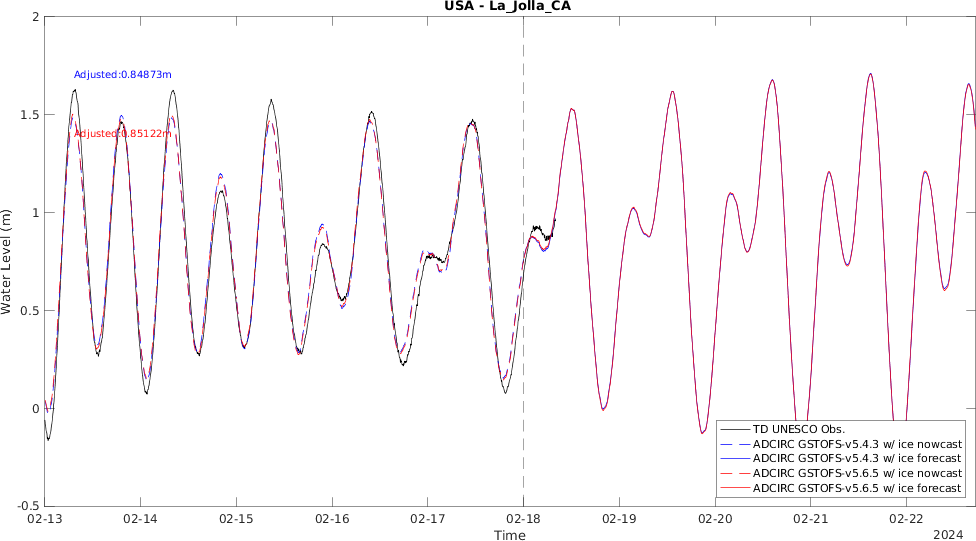 USA - La_Jolla_CA
2
1.5
1
0.5
0
-0.5
Water Level (m)
Adjusted:0.84873m
Adjusted:0.85122m
TD UNESCO Obs.
ADCIRC GSTOFS-v5.4.3 w/ ice nowcast
ADCIRC GSTOFS-v5.4.3 w/ ice forecast
ADCIRC GSTOFS-v5.6.5 w/ ice nowcast
ADCIRC GSTOFS-v5.6.5 w/ ice forecast
02-13 02-14 02-15 02-16 02-17 02-18 02-19 02-20 02-21 02-22
Time
2024